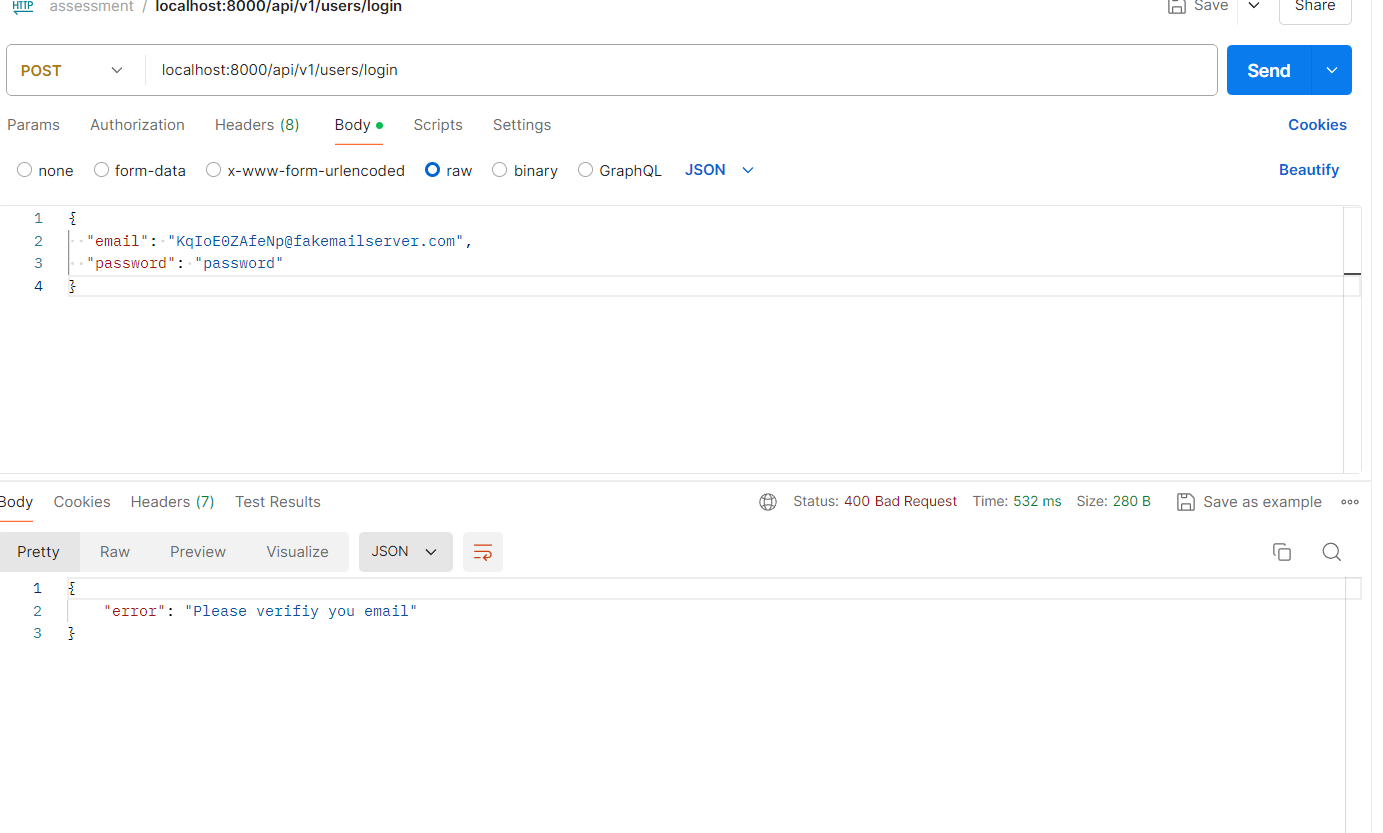 HTTP assessment / localhost:8000/api/v1/users/login Save Share
POST localhost:8000/api/v1/users/login Send
Params Authorization Headers (8) Body Scripts Settings Cookies
none form-data x-www-form-urlencoded raw binary GraphQL JSON Beautify
1 {
2 "email": "KqIoE0ZAfeNp@fakemailserver.com",
3 "password": "password"
4 }
Body Cookies Headers (7) Test Results Status: 400 Bad Request Time: 532 ms Size: 280 B Save as example
Pretty Raw Preview Visualize JSON
1 {
2 "error": "Please verifiy you email"
3 }